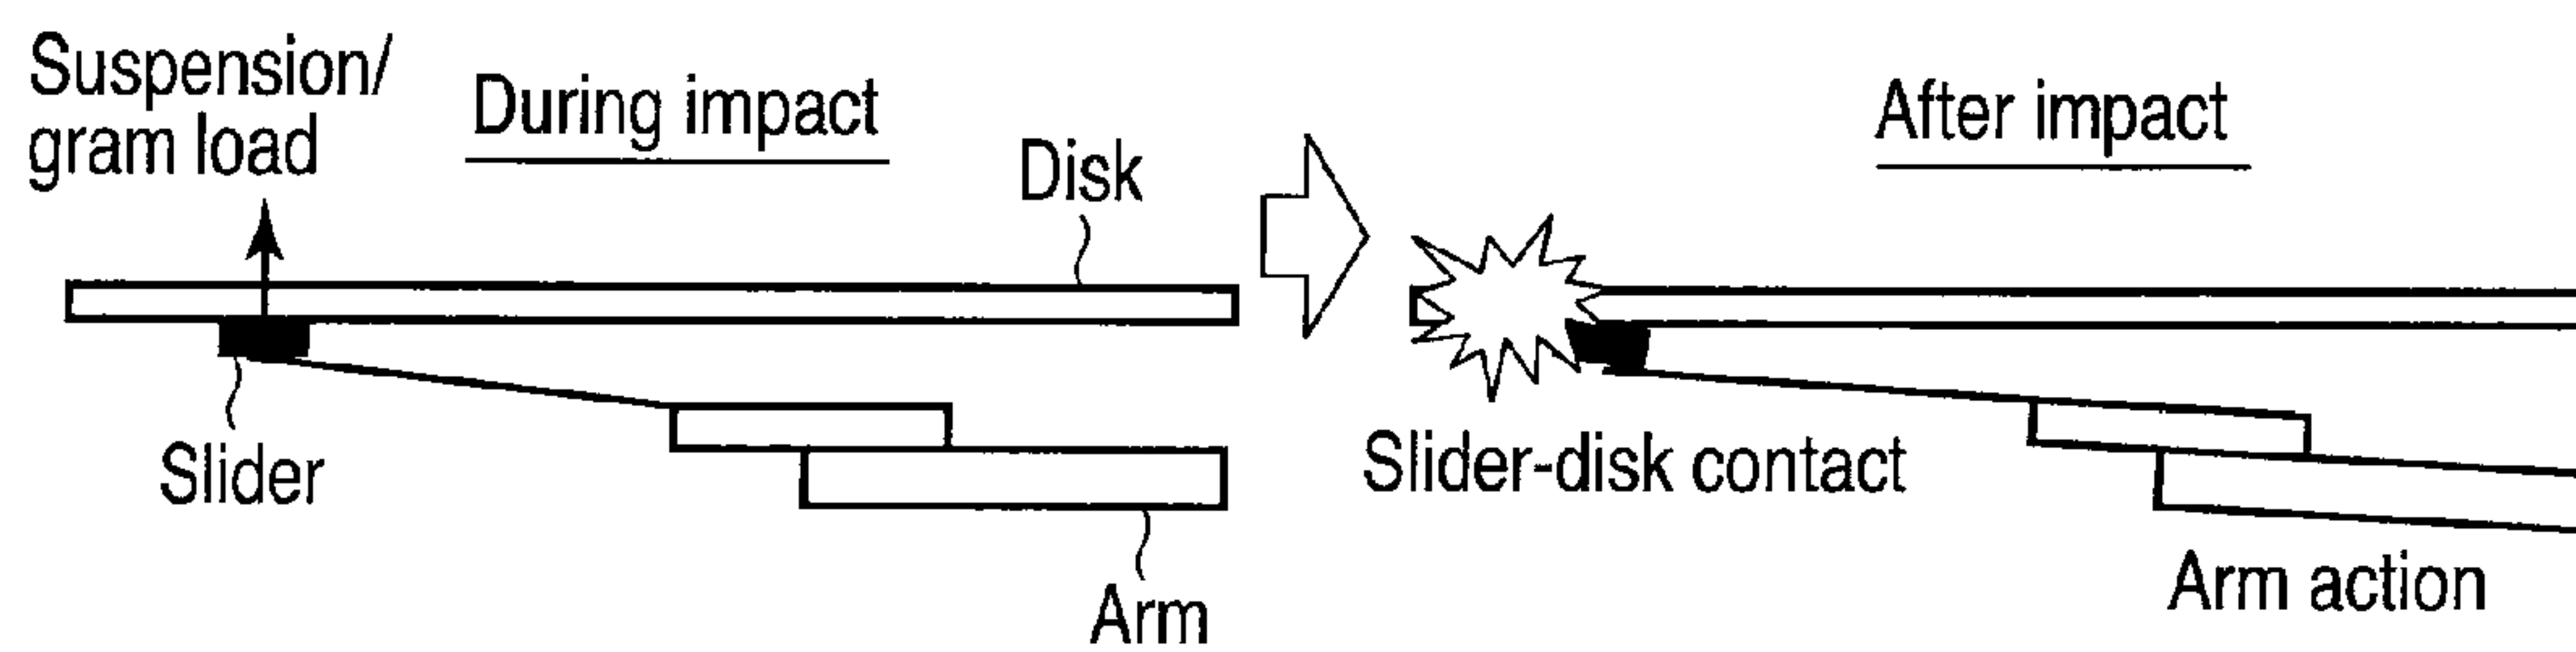 Suspension/
gram load
During impact
Disk
Slider
Arm
After impact
Slider-disk contact
Arm action